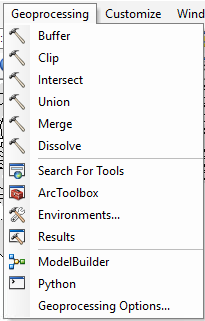 Geoprocessing Customize Wind
Buffer
Clip
Intersect
Union
Merge
Dissolve
Search For Tools
ArcToolbox
Environments...
Results
ModelBuilder
Python
Geoprocessing Options...